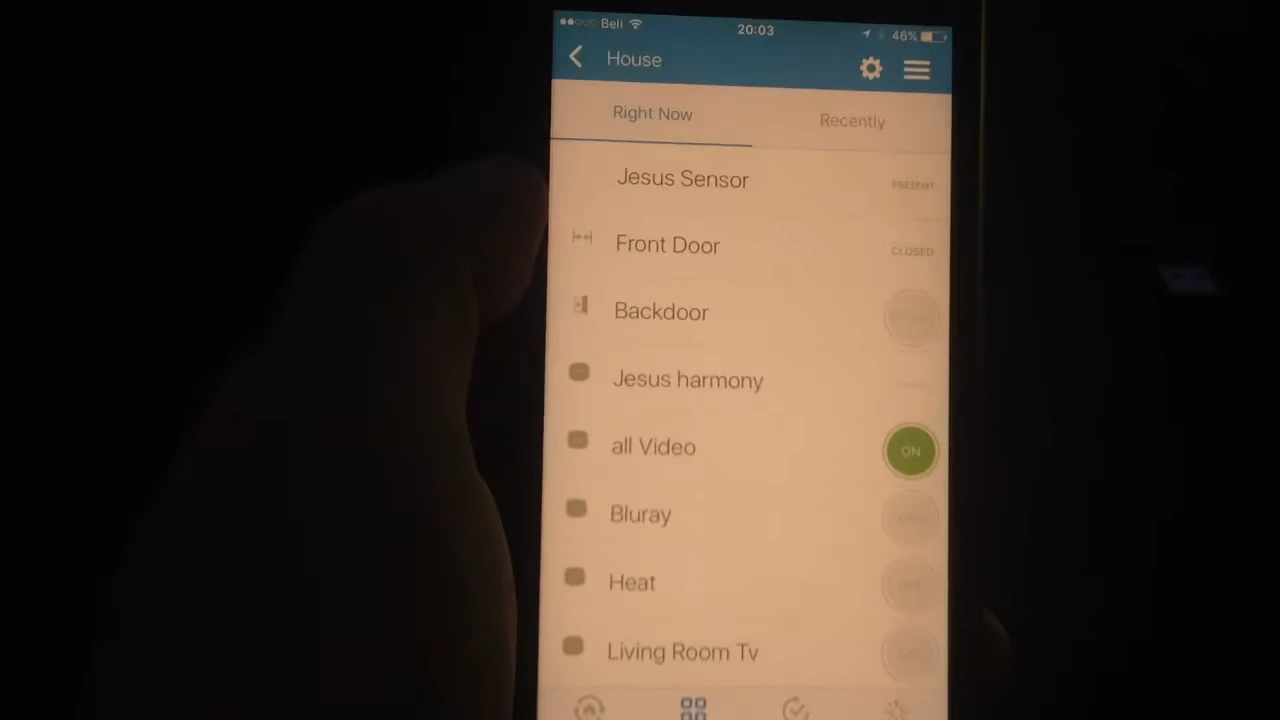 Bell
20:03
46%
House
Right Now
Recently
Jesus Sensor
PRESENT
Front Door
CLOSED
Backdoor
Jesus harmony
all Video
ON
Bluray
Heat
Living Room Tv